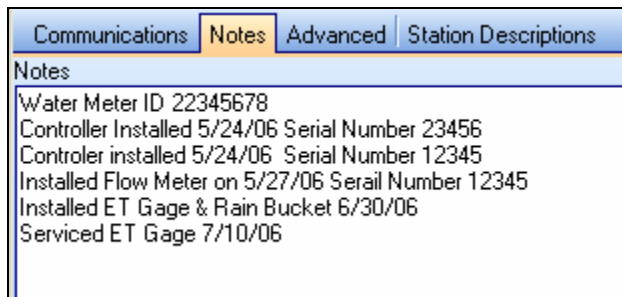 Communications Notes Advanced Station Descriptions
Notes
Water Meter ID 22345678
Controller Installed 5/24/06 Serial Number 23456
Controler installed 5/24/06  Serial Number 12345
Installed Flow Meter on 5/27/06 Serail Number 12345
Installed ET Gage & Rain Bucket 6/30/06
Serviced ET Gage 7/10/06